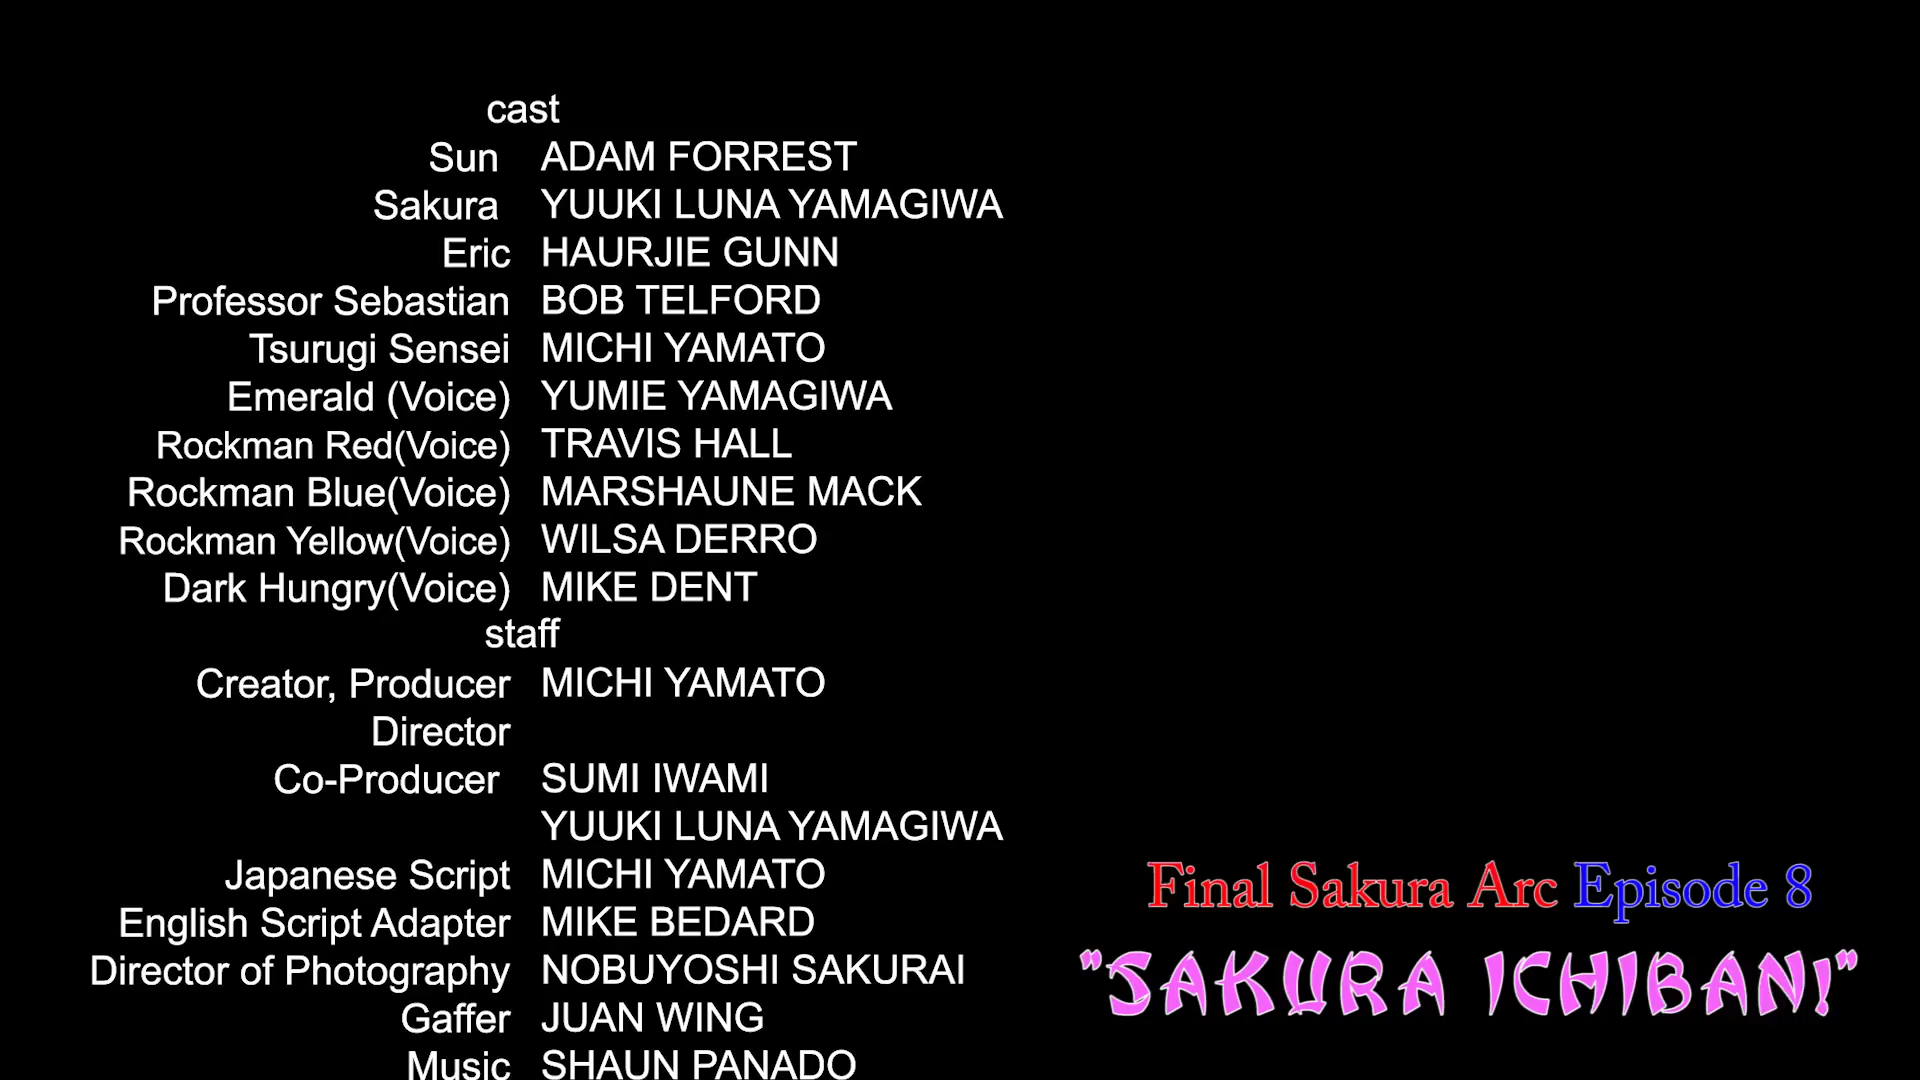 cast
Sun ADAM FORREST
Sakura YUUKI LUNA YAMAGIWA
Eric HAURJIE GUNN
Professor Sebastian BOB TELFORD
Tsurugi Sensei MICHI YAMATO
Emerald (Voice) YUMIE YAMAGIWA
Rockman Red(Voice) TRAVIS HALL
Rockman Blue(Voice) MARSHAUNE MACK
Rockman Yellow(Voice) WILSA DERRO
Dark Hungry(Voice) MIKE DENT
staff
Creator, Producer MICHI YAMATO
Director
Co-Producer SUMI IWAMI
YUUKI LUNA YAMAGIWA
Japanese Script MICHI YAMATO
English Script Adapter MIKE BEDARD
Director of Photography NOBUYOSHI SAKURAI
Gaffer JUAN WING
Music SHAUN PANADO
Final Sakura Arc Episode 8
"SAKURA ICHIBAN!"